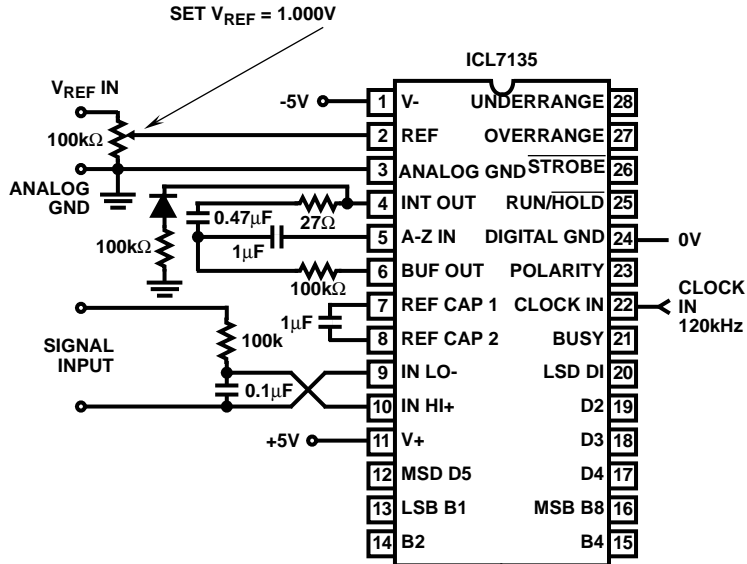 SET VREF = 1.000V
ICL7135
VREF IN
100kΩ
ANALOG
GND
-5V
0.47µF
27Ω
1µF
100kΩ
100kΩ
1µF
SIGNAL
INPUT
100k
0.1µF
+5V
1 V- UNDERRANGE 28
2 REF OVERRANGE 27
3 ANALOG GND STROBE 26
4 INT OUT RUN/HOLD 25
5 A-Z IN DIGITAL GND 24 0V
6 BUF OUT POLARITY 23
7 REF CAP 1 CLOCK IN 22
8 REF CAP 2 BUSY 21
9 IN LO- LSD DI 20
10 IN HI+ D2 19
11 V+ D3 18
12 MSD D5 D4 17
13 LSB B1 MSB B8 16
14 B2 B4 15
CLOCK
IN
120kHz